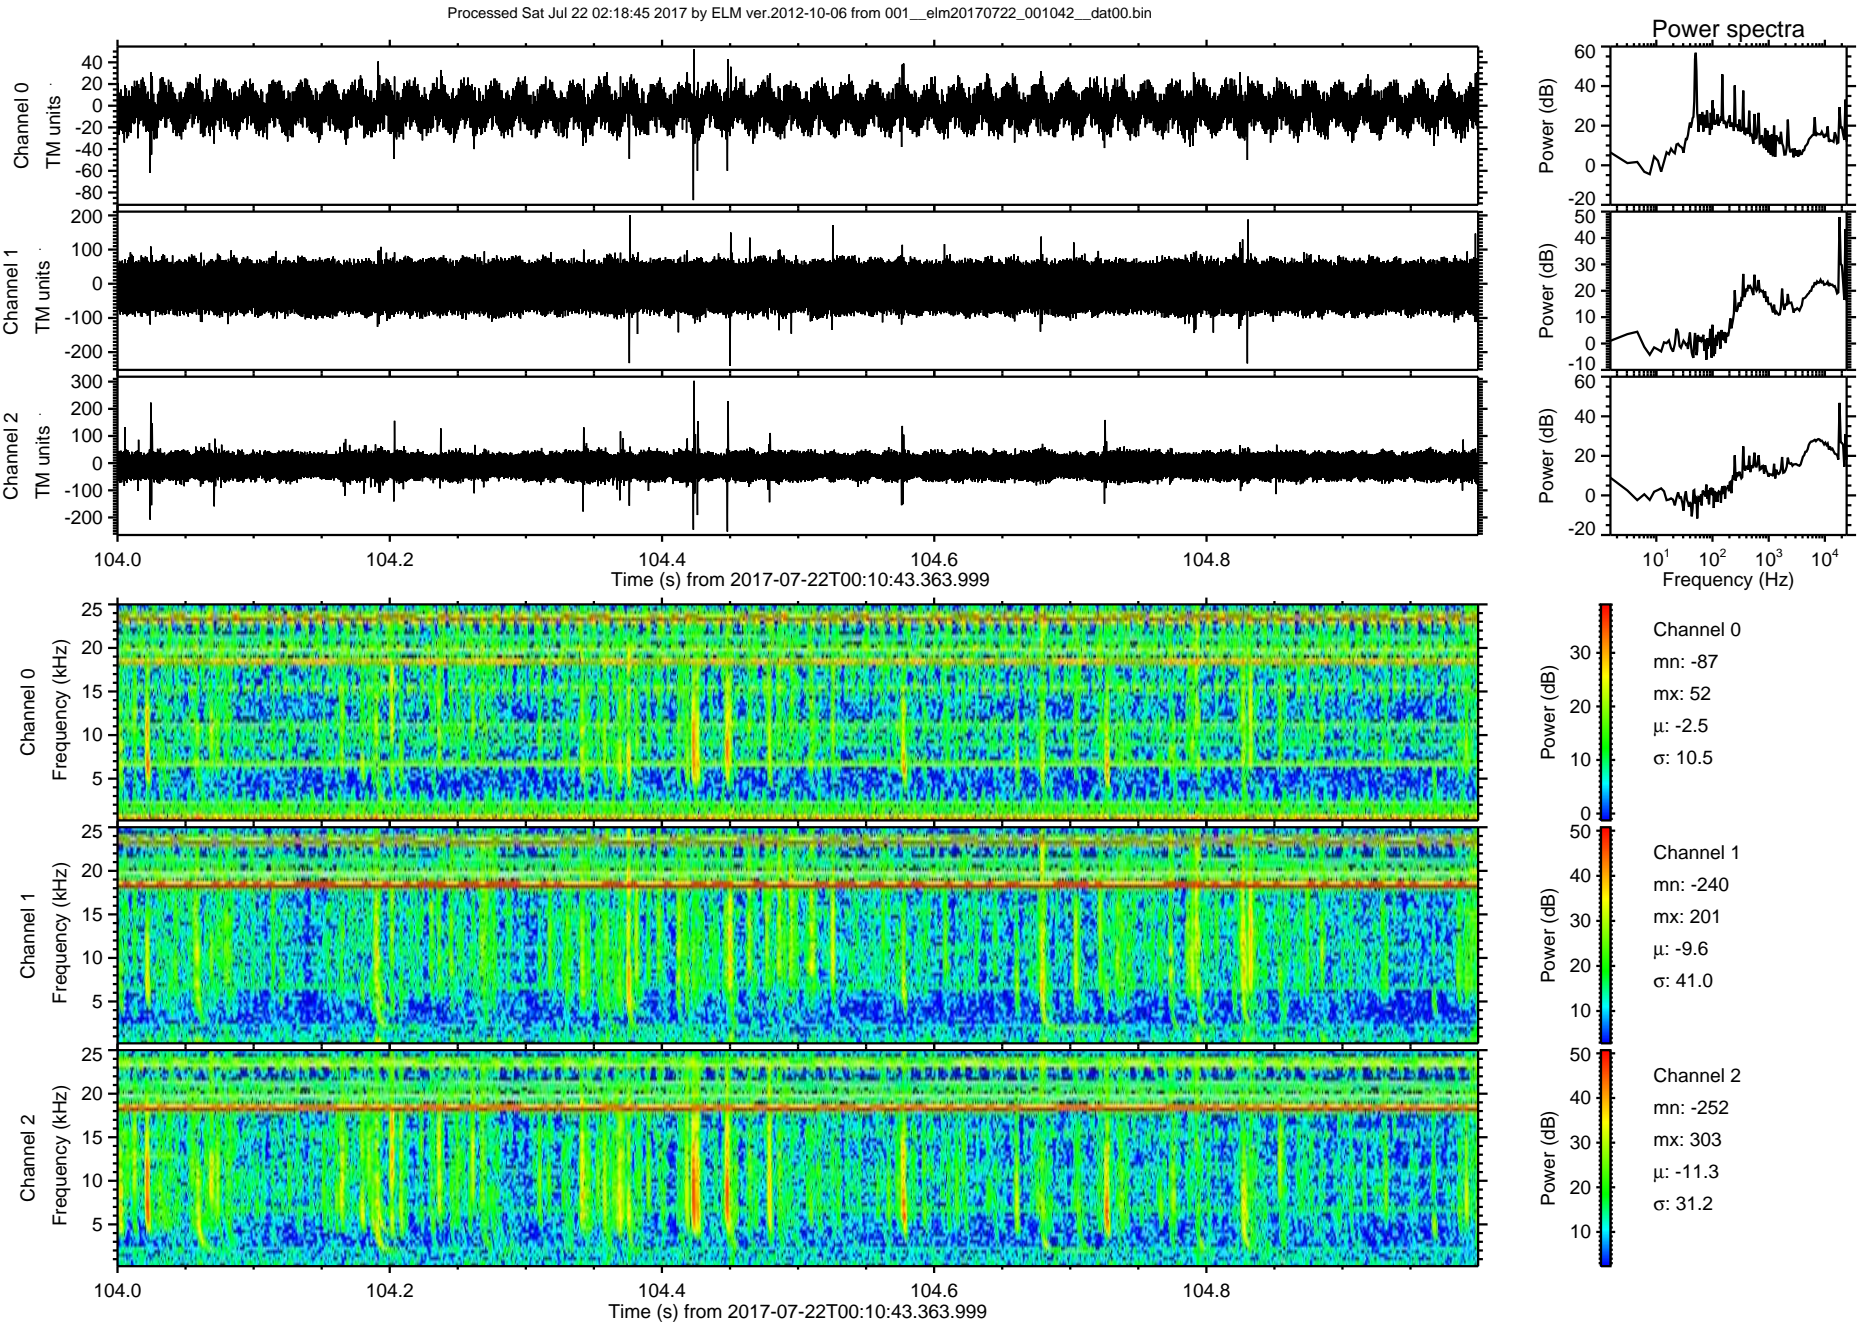 Processed Sat Jul 22 02:18:45 2017 by ELM ver.2012-10-06 from 001__elm20170722_001042__dat00.bin
Power spectra
Channel 0
TM units
40
20
0
-20
-40
-60
-80
Power (dB)
60
40
20
0
-20
Channel 1
TM units
200
100
0
-100
-200
Power (dB)
50
40
30
20
10
0
-10
Channel 2
TM units
300
200
100
0
-100
-200
Power (dB)
60
40
20
0
-20
104.0 104.2 104.4 104.6 104.8
Time (s) from 2017-07-22T00:10:43.363.999
10¹ 10² 10³ 10⁴
Frequency (Hz)
Channel 0
Frequency (kHz)
25
20
15
10
5
Power (dB)
30
20
10
0
Channel 0
mn: -87
mx: 52
μ: -2.5
σ: 10.5
Channel 1
Frequency (kHz)
25
20
15
10
5
Power (dB)
50
40
30
20
10
Channel 1
mn: -240
mx: 201
μ: -9.6
σ: 41.0
Channel 2
Frequency (kHz)
25
20
15
10
5
Power (dB)
50
40
30
20
10
Channel 2
mn: -252
mx: 303
μ: -11.3
σ: 31.2
104.0 104.2 104.4 104.6 104.8
Time (s) from 2017-07-22T00:10:43.363.999